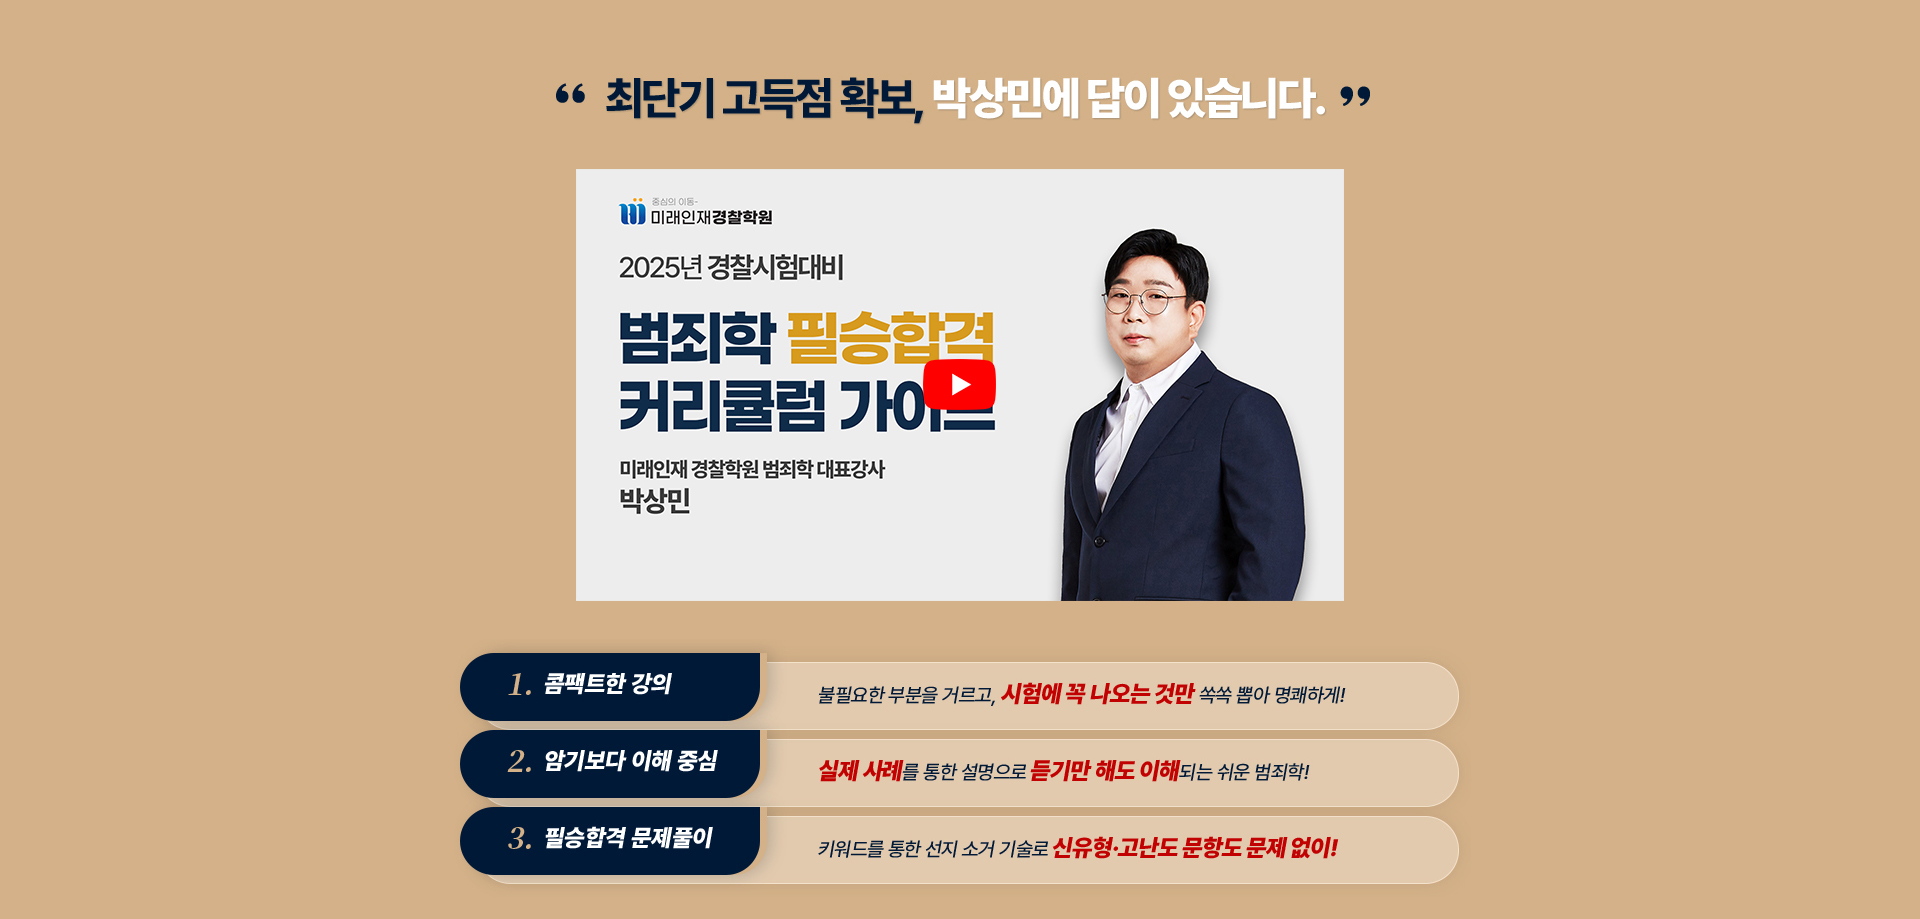 “ 최단기 고득점 확보, 박상민에 답이 있습니다. ”
중심의 이동-
미래인재경찰학원
2025년 경찰시험대비
범죄학 필승합격
커리큘럼 가이드
미래인재 경찰학원 범죄학 대표강사
박상민
1. 콤팩트한 강의
불필요한 부분을 거르고, 시험에 꼭 나오는 것만 쏙쏙 뽑아 명쾌하게!
2. 암기보다 이해 중심
실제 사례를 통한 설명으로 듣기만 해도 이해되는 쉬운 범죄학!
3. 필승합격 문제풀이
키워드를 통한 선지 소거 기술로 신유형·고난도 문항도 문제 없이!